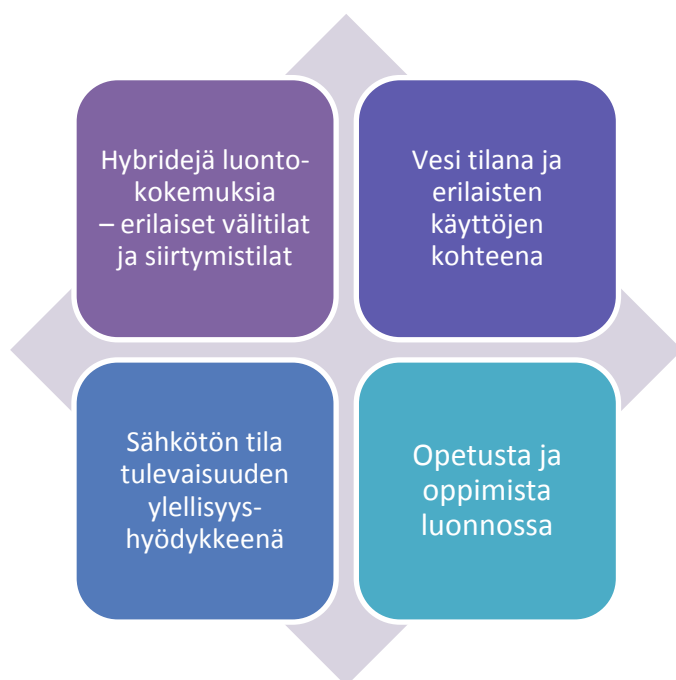 Hybridejä luonto-
kokemuksia
– erilaiset välitilat
ja siirtymistilat
Vesi tilana ja
erilaisten
käyttöjen
kohteena
Sähkötön tila
tulevaisuuden
ylellisyys-
hyödykkeenä
Opetusta ja
oppimista
luonnossa